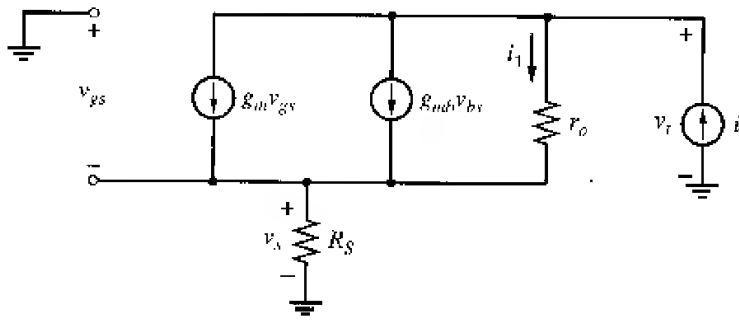 +
v_gs
−
g_m v_gs
g_mb v_bs
i_1
r_o
+
v_t
−
i
+
v_s
−
R_S